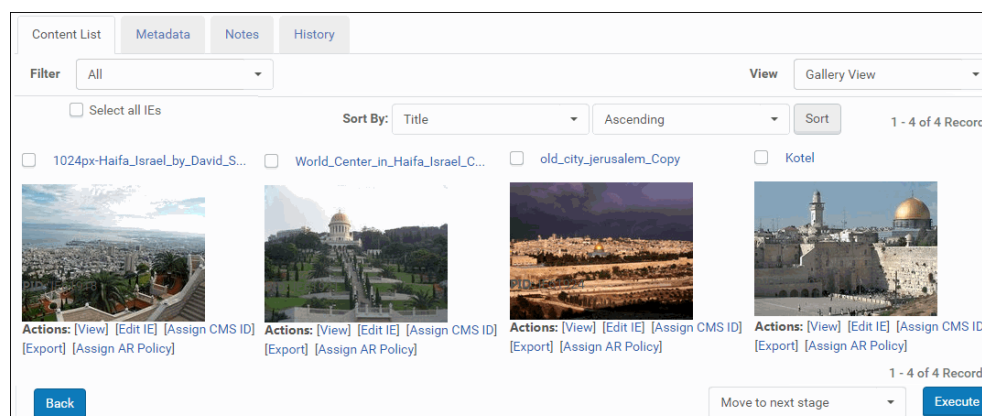 Content List Metadata Notes History
Filter All View Gallery View
Select all IEs Sort By: Title Ascending Sort 1 - 4 of 4 Record
1024px-Haifa_Israel_by_David_S... World_Center_in_Haifa_Israel_C... old_city_jerusalem_Copy Kotel
Actions: [View] [Edit IE] [Assign CMS ID] Actions: [View] [Edit IE] [Assign CMS ID] Actions: [View] [Edit IE] [Assign CMS ID] Actions: [View] [Edit IE] [Assign CMS ID
[Export] [Assign AR Policy] [Export] [Assign AR Policy] [Export] [Assign AR Policy] [Export] [Assign AR Policy]
1 - 4 of 4 Record
Back Move to next stage Execute